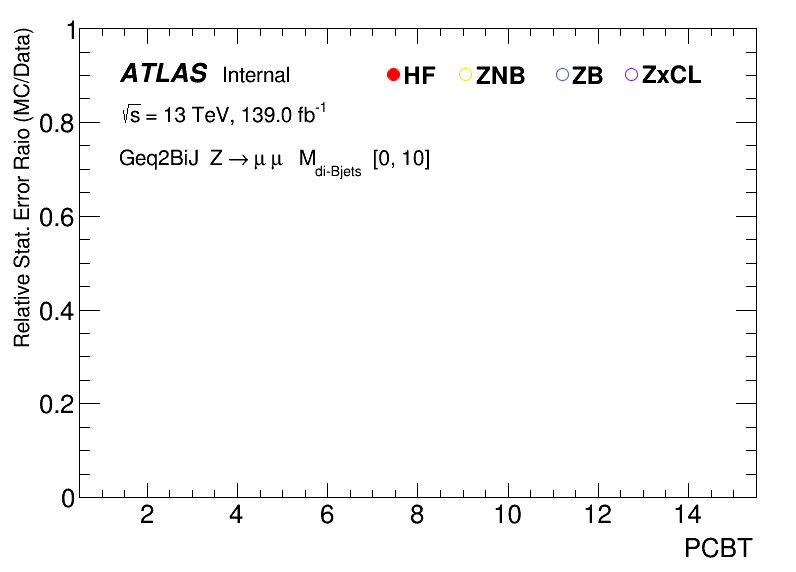 Relative Stat. Error Raio (MC/Data)
1
0.8
0.6
0.4
0.2
0
ATLAS Internal
HF ZNB ZB ZxCL
√s = 13 TeV, 139.0 fb⁻¹
Geq2BiJ Z → μ μ M_di-Bjets [0, 10]
2 4 6 8 10 12 14
PCBT